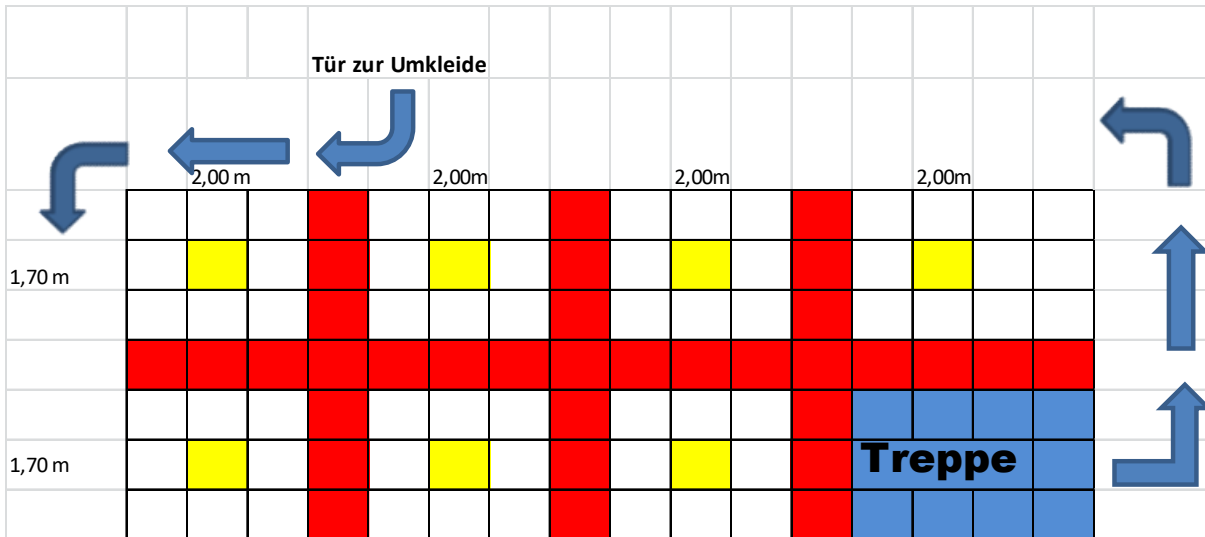 Tür zur Umkleide
2,00 m 2,00m 2,00m 2,00m
1,70 m
1,70 m Treppe